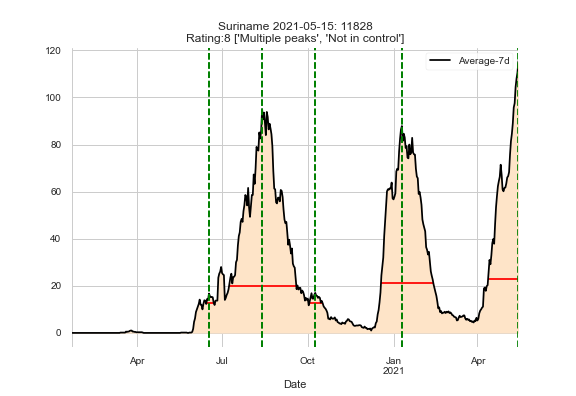 Suriname 2021-05-15: 11828
Rating:8 ['Multiple peaks', 'Not in control']
120
100
80
60
40
20
0
Average-7d
Apr
Jul
Oct
Jan
2021
Apr
Date